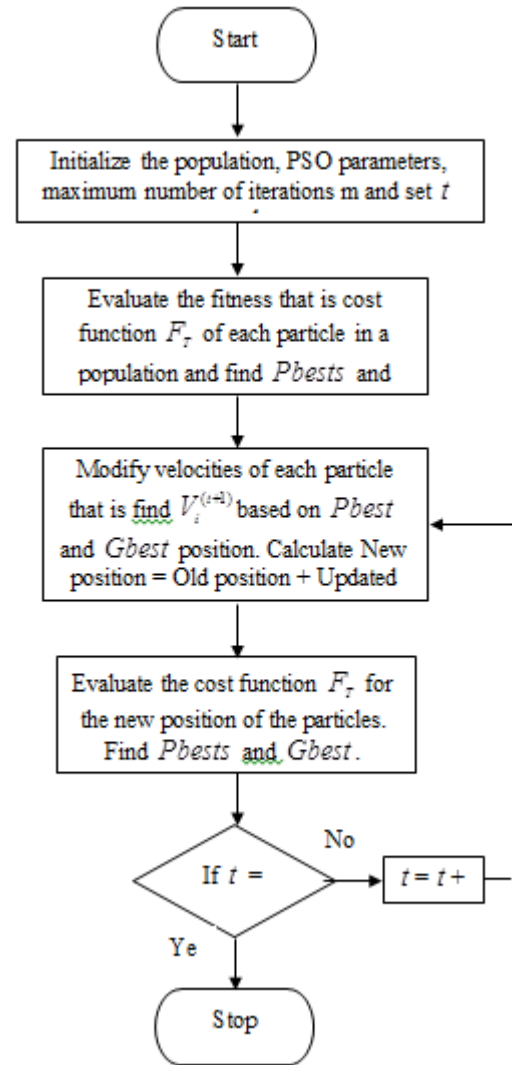 Start
Initialize the population, PSO parameters,
maximum number of iterations m and set t
Evaluate the fitness that is cost
function F_T of each particle in a
population and find Pbests and
Modify velocities of each particle
that is find V_i^(t+1) based on Pbest
and Gbest position. Calculate New
position = Old position + Updated
Evaluate the cost function F_T for
the new position of the particles.
Find Pbests and Gbest.
No
If t =
t = t +
Ye
Stop